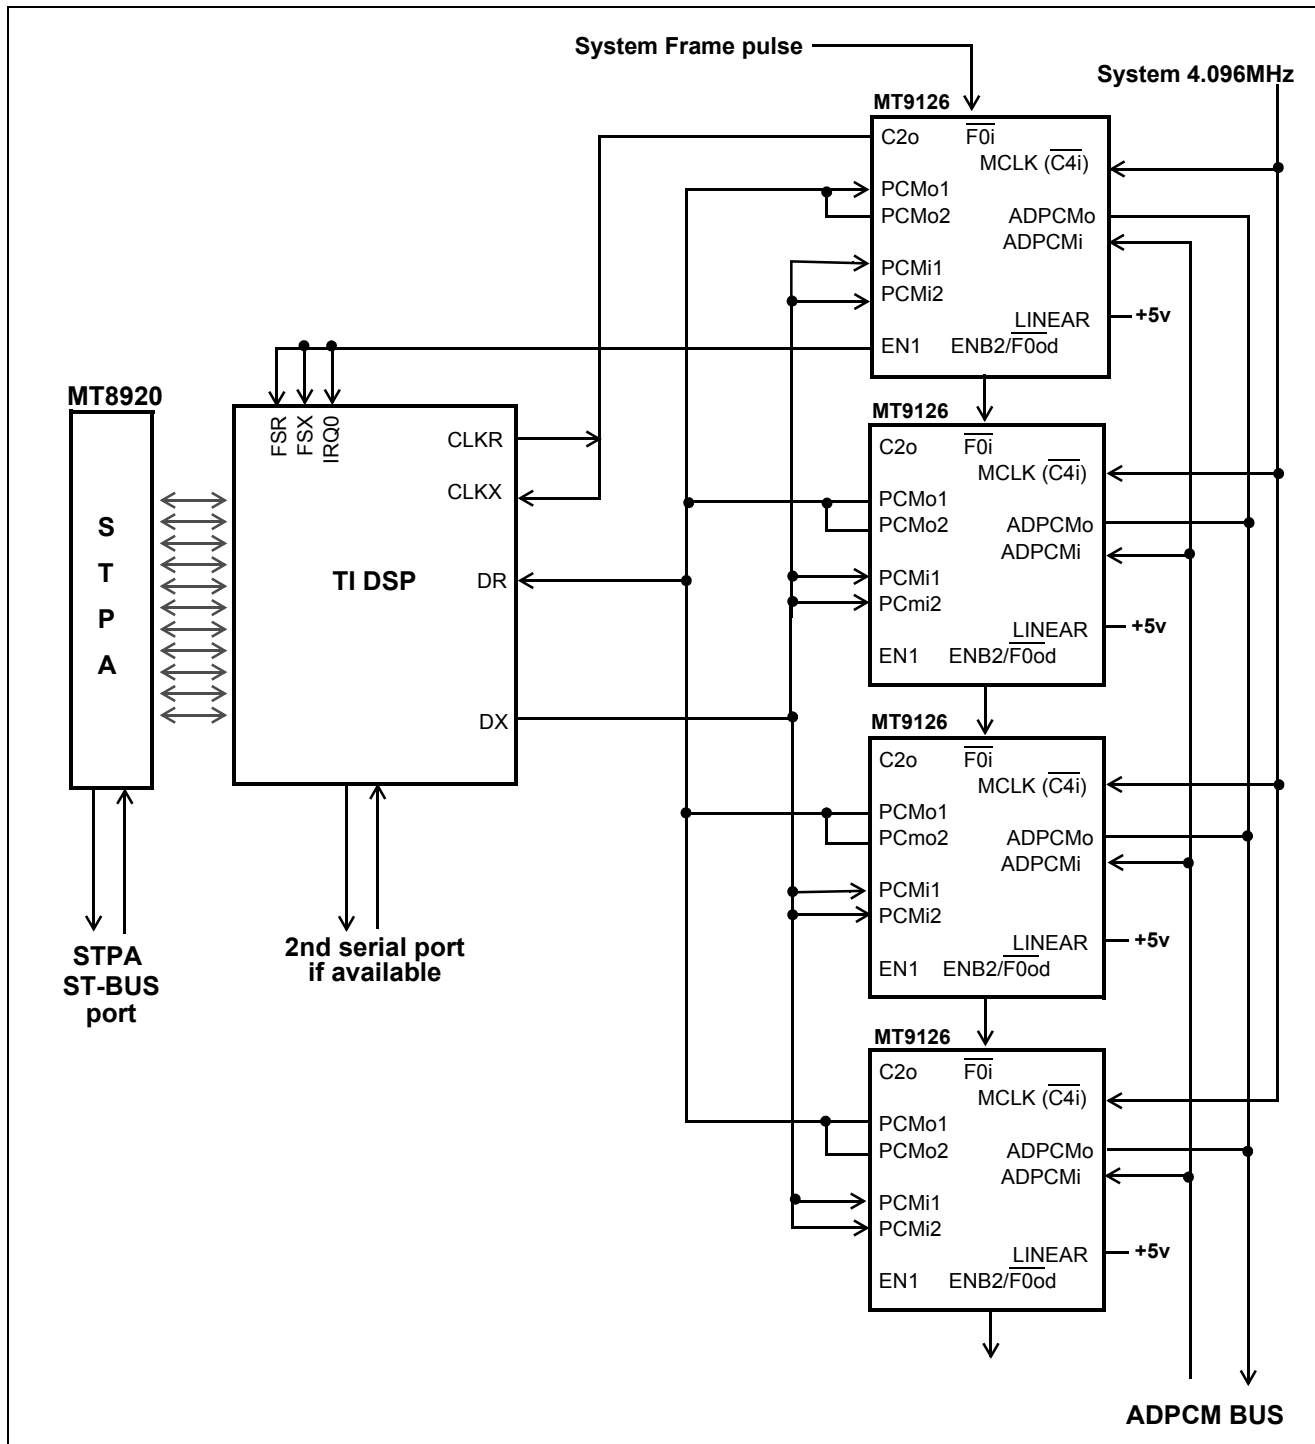 System Frame pulse
System 4.096MHz
MT9126
C2o F0i
MCLK (C4i)
PCMo1
PCMo2 ADPCMo
ADPCMi
PCMi1
PCMi2
LINEAR +5v
EN1 ENB2/F0od
MT8920
S
T
P
A
FSR
FSX
IRQ0
CLKR
CLKX
TI DSP
DR
DX
STPA
ST-BUS
port
2nd serial port
if available
MT9126
C2o F0i
MCLK (C4i)
PCMo1
PCMo2 ADPCMo
ADPCMi
PCMi1
PCmi2
LINEAR +5v
EN1 ENB2/F0od
MT9126
C2o F0i
MCLK (C4i)
PCMo1
PCmo2 ADPCMo
ADPCMi
PCMi1
PCMi2
LINEAR +5v
EN1 ENB2/F0od
MT9126
C2o F0i
MCLK (C4i)
PCMo1
PCMo2 ADPCMo
ADPCMi
PCMi1
PCMi2
LINEAR +5v
EN1 ENB2/F0od
ADPCM BUS